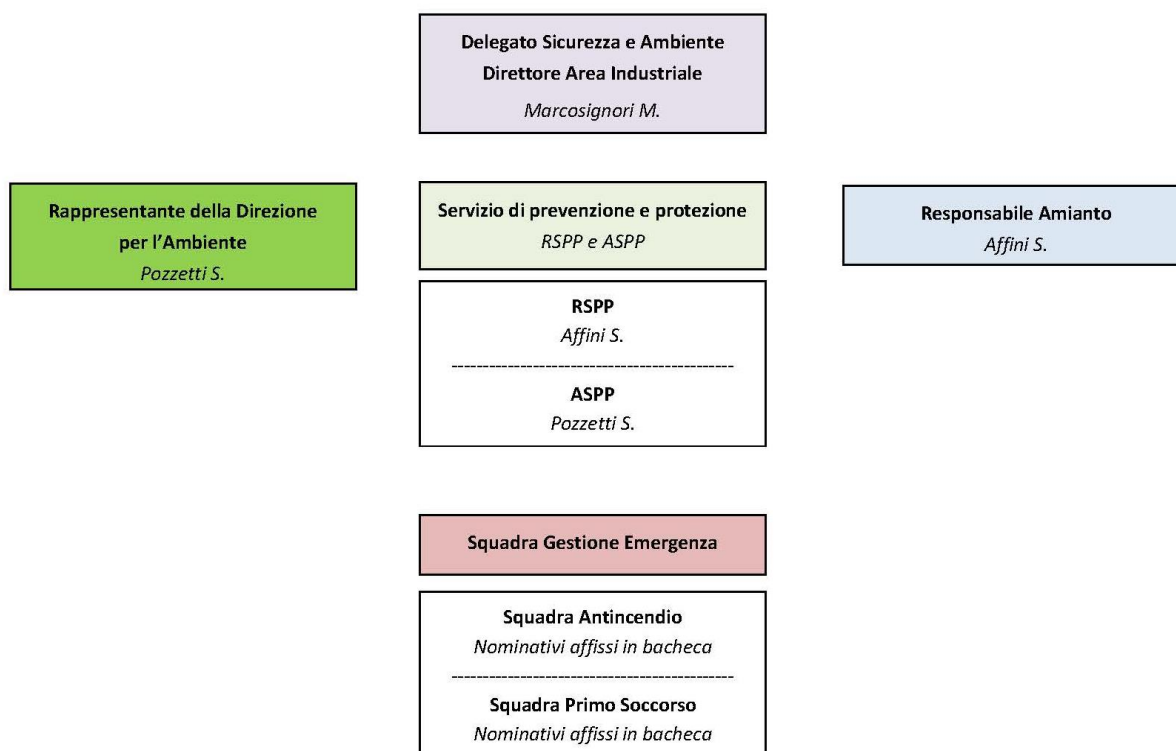 Delegato Sicurezza e Ambiente
Direttore Area Industriale
Marcosignori M.
Rappresentante della Direzione
per l'Ambiente
Pozzetti S.
Servizio di prevenzione e protezione
RSPP e ASPP
Responsabile Amianto
Affini S.
RSPP
Affini S.
---------------------------------------------
ASPP
Pozzetti S.
Squadra Gestione Emergenza
Squadra Antincendio
Nominativi affissi in bacheca
---------------------------------------------
Squadra Primo Soccorso
Nominativi affissi in bacheca